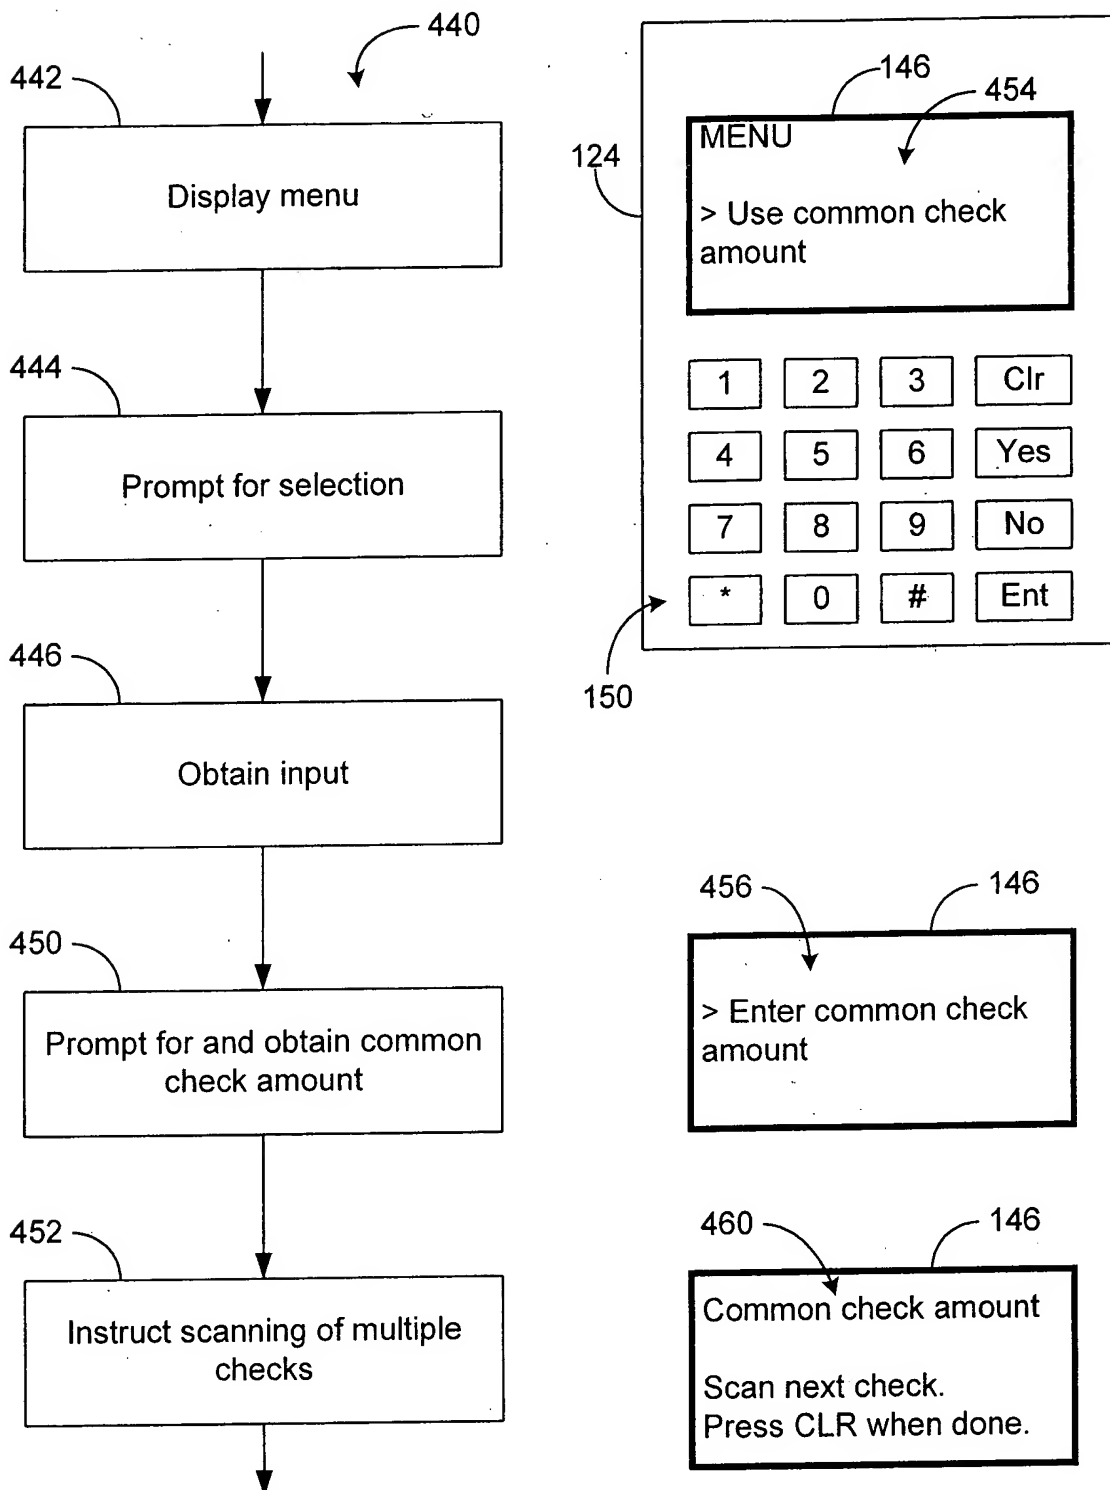 440
442
Display menu
444
Prompt for selection
446
Obtain input
450
Prompt for and obtain common
check amount
452
Instruct scanning of multiple
checks
146
454
124
MENU
> Use common check
amount
1 2 3 Clr
4 5 6 Yes
7 8 9 No
* 0 # Ent
150
456
146
> Enter common check
amount
460
146
Common check amount
Scan next check.
Press CLR when done.